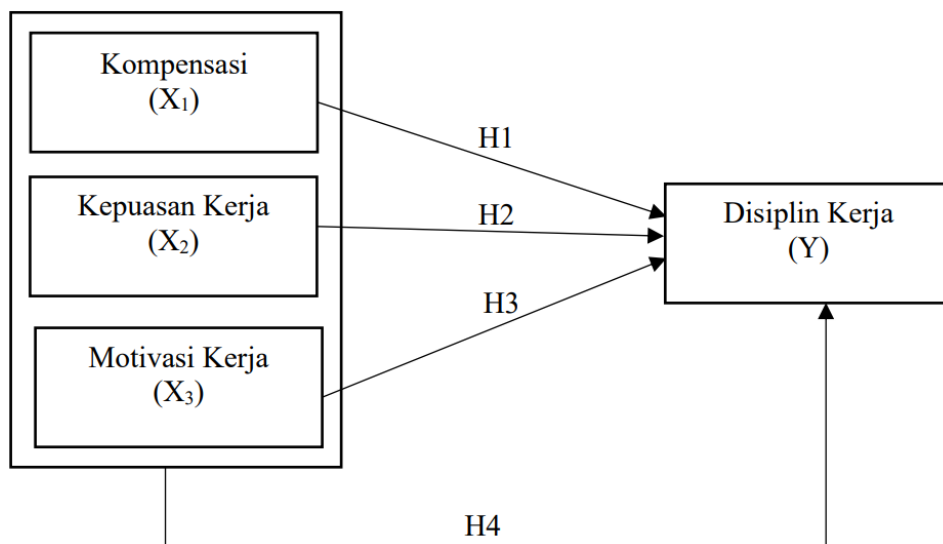 Kompensasi
(X₁)
H1
Kepuasan Kerja
(X₂)
H2
Disiplin Kerja
(Y)
H3
Motivasi Kerja
(X₃)
H4